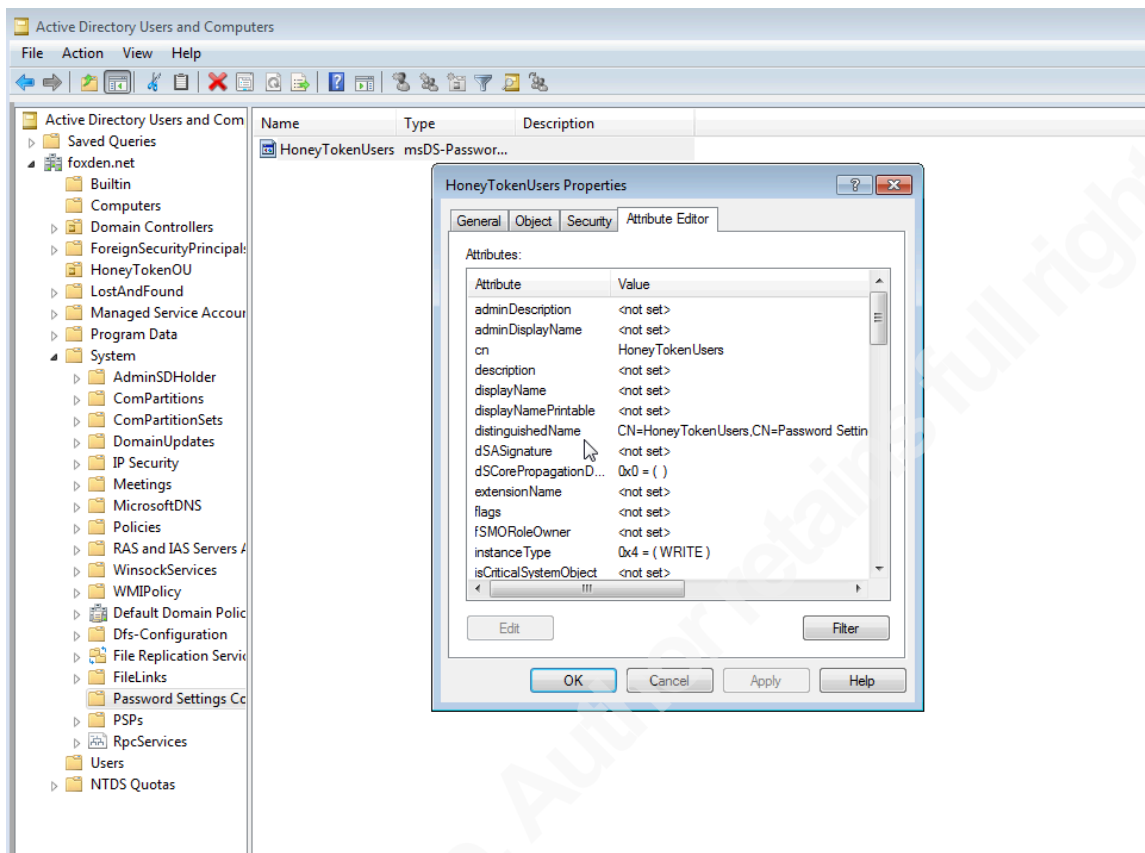 Active Directory Users and Computers
File Action View Help
Active Directory Users and Com
Saved Queries
foxden.net
Builtin
Computers
Domain Controllers
ForeignSecurityPrincipals
HoneyTokenOU
LostAndFound
Managed Service Accour
Program Data
System
AdminSDHolder
ComPartitions
ComPartitionSets
DomainUpdates
IP Security
Meetings
MicrosoftDNS
Policies
RAS and IAS Servers A
WinsockServices
WMIPolicy
Default Domain Polic
Dfs-Configuration
File Replication Servic
FileLinks
Password Settings Cc
PSPs
RpcServices
Users
NTDS Quotas
Name Type Description
HoneyTokenUsers msDS-Passwor...
HoneyTokenUsers Properties
General Object Security Attribute Editor
Attributes:
Attribute Value
adminDescription <not set>
adminDisplayName <not set>
cn HoneyTokenUsers
description <not set>
displayName <not set>
displayNamePrintable <not set>
distinguishedName CN=HoneyTokenUsers,CN=Password Settin
dSASignature <not set>
dSCorePropagationD... 0x0 = ( )
extensionName <not set>
flags <not set>
fSMORoleOwner <not set>
instanceType 0x4 = ( WRITE )
isCriticalSystemObject <not set>
Edit Filter
OK Cancel Apply Help
Author retains full right